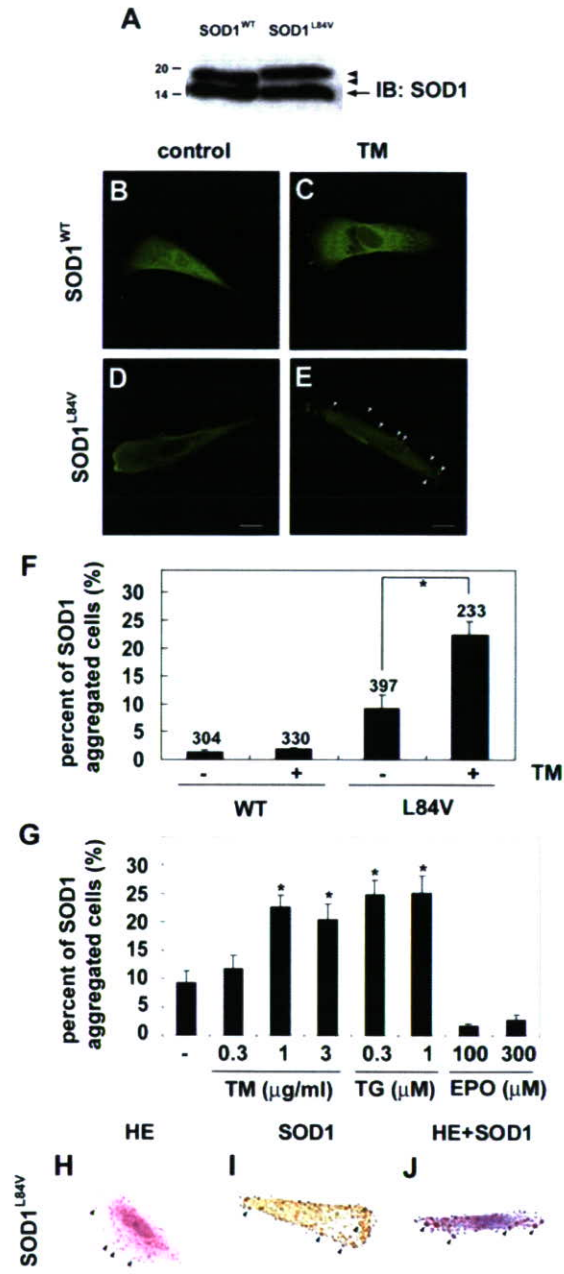 A
SOD1WT SOD1L84V
20
14
IB: SOD1
control TM
B C
SOD1WT
D E
SOD1L84V
F
percent of SOD1 aggregated cells (%)
30
25
20
15
10
5
0
304 330 397 233
*
- + - + TM
WT L84V
G
percent of SOD1 aggregated cells (%)
30
25
20
15
10
5
0
* * * *
- 0.3 1 3 0.3 1 100 300
TM (μg/ml) TG (μM) EPO (μM)
HE SOD1 HE+SOD1
H I J
SOD1L84V